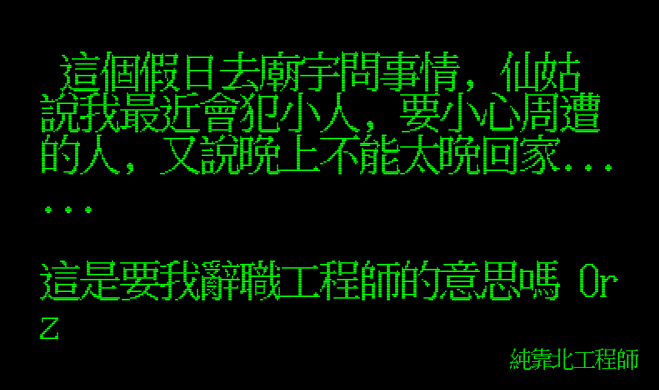 這個假日去廟宇問事情, 仙姑
說我最近會犯小人, 要小心周遭
的人, 又說晚上不能太晚回家...
...
這是要我辭職工程師的意思嗎 Or
z
純靠北工程師